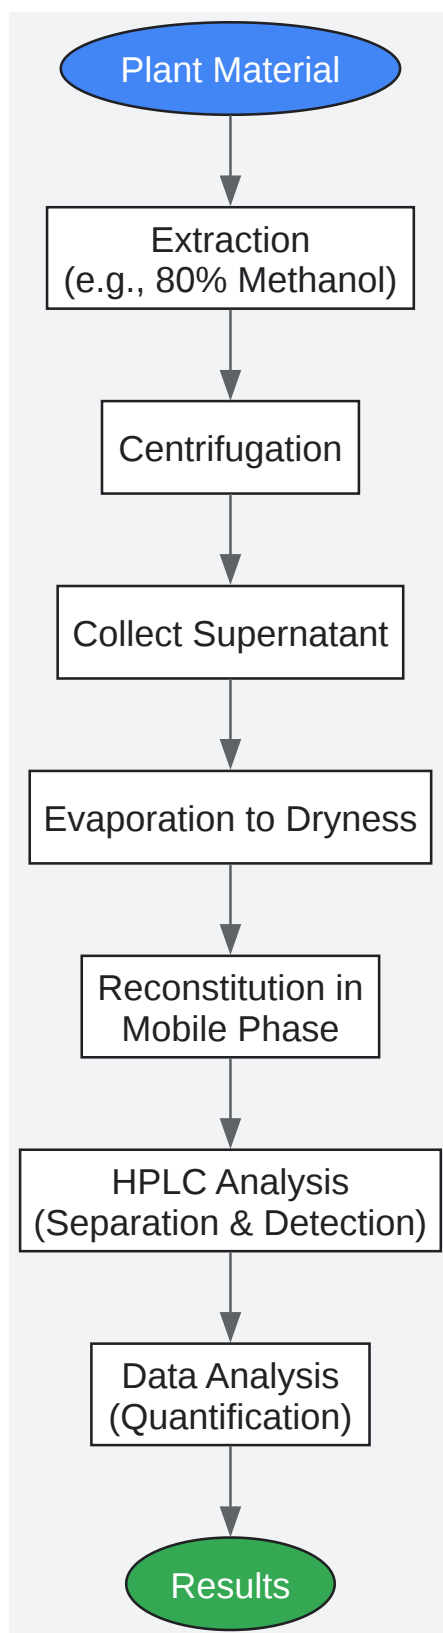 Plant Material
Extraction
(e.g., 80% Methanol)
Centrifugation
Collect Supernatant
Evaporation to Dryness
Reconstitution in
Mobile Phase
HPLC Analysis
(Separation & Detection)
Data Analysis
(Quantification)
Results